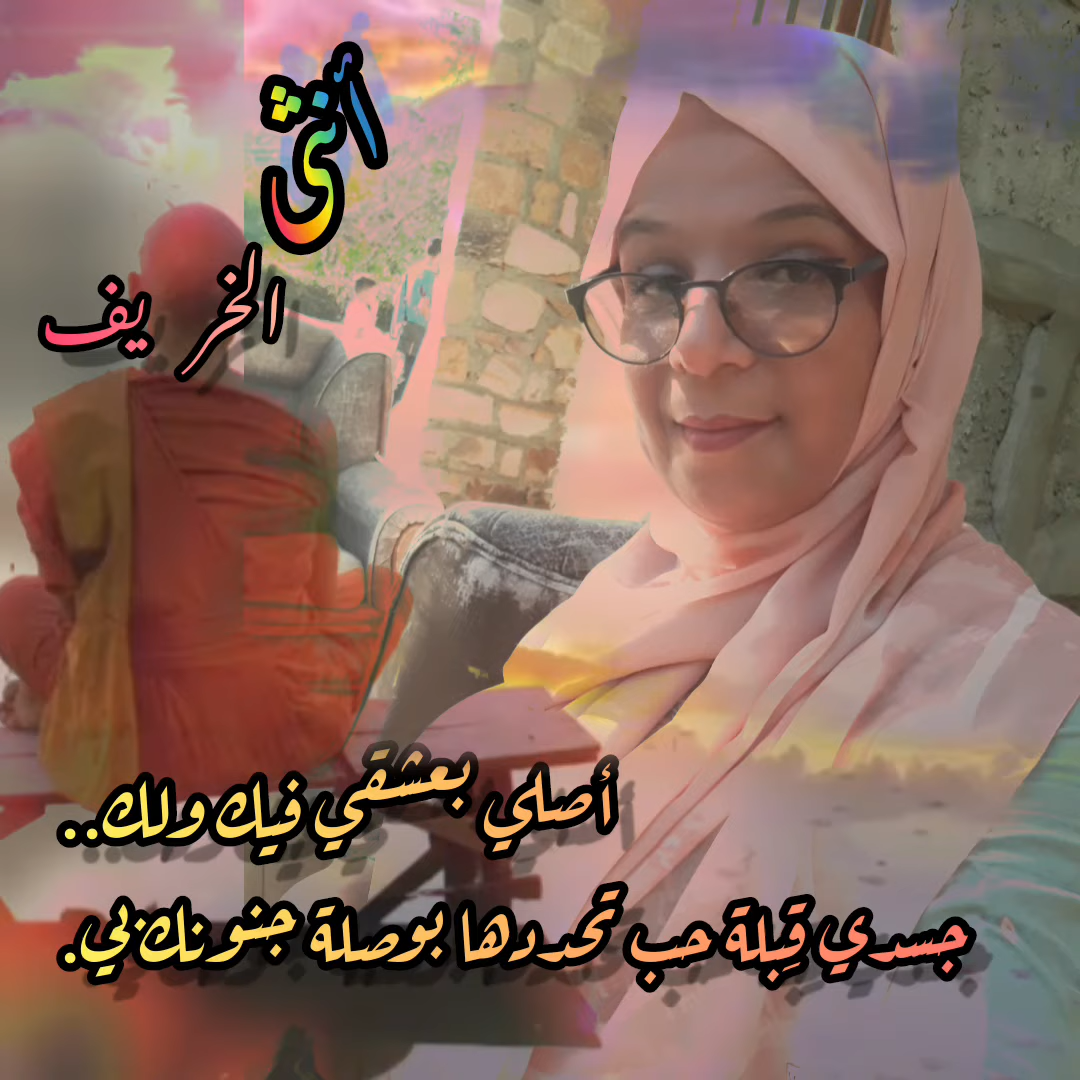 أنثى
الخريف
أصلي بعشقي فيك ولك..
جسدي قِبلة حب تحددها بوصلة جنونك بي.